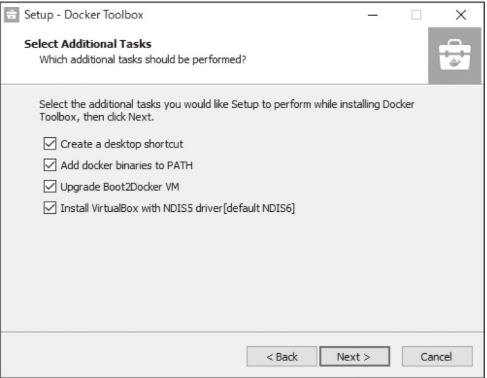 Setup - Docker Toolbox
Select Additional Tasks
Which additional tasks should be performed?
Select the additional tasks you would like Setup to perform while installing Docker
Toolbox, then click Next.
Create a desktop shortcut
Add docker binaries to PATH
Upgrade Boot2Docker VM
Install VirtualBox with NDIS5 driver[default NDIS6]
< Back Next > Cancel